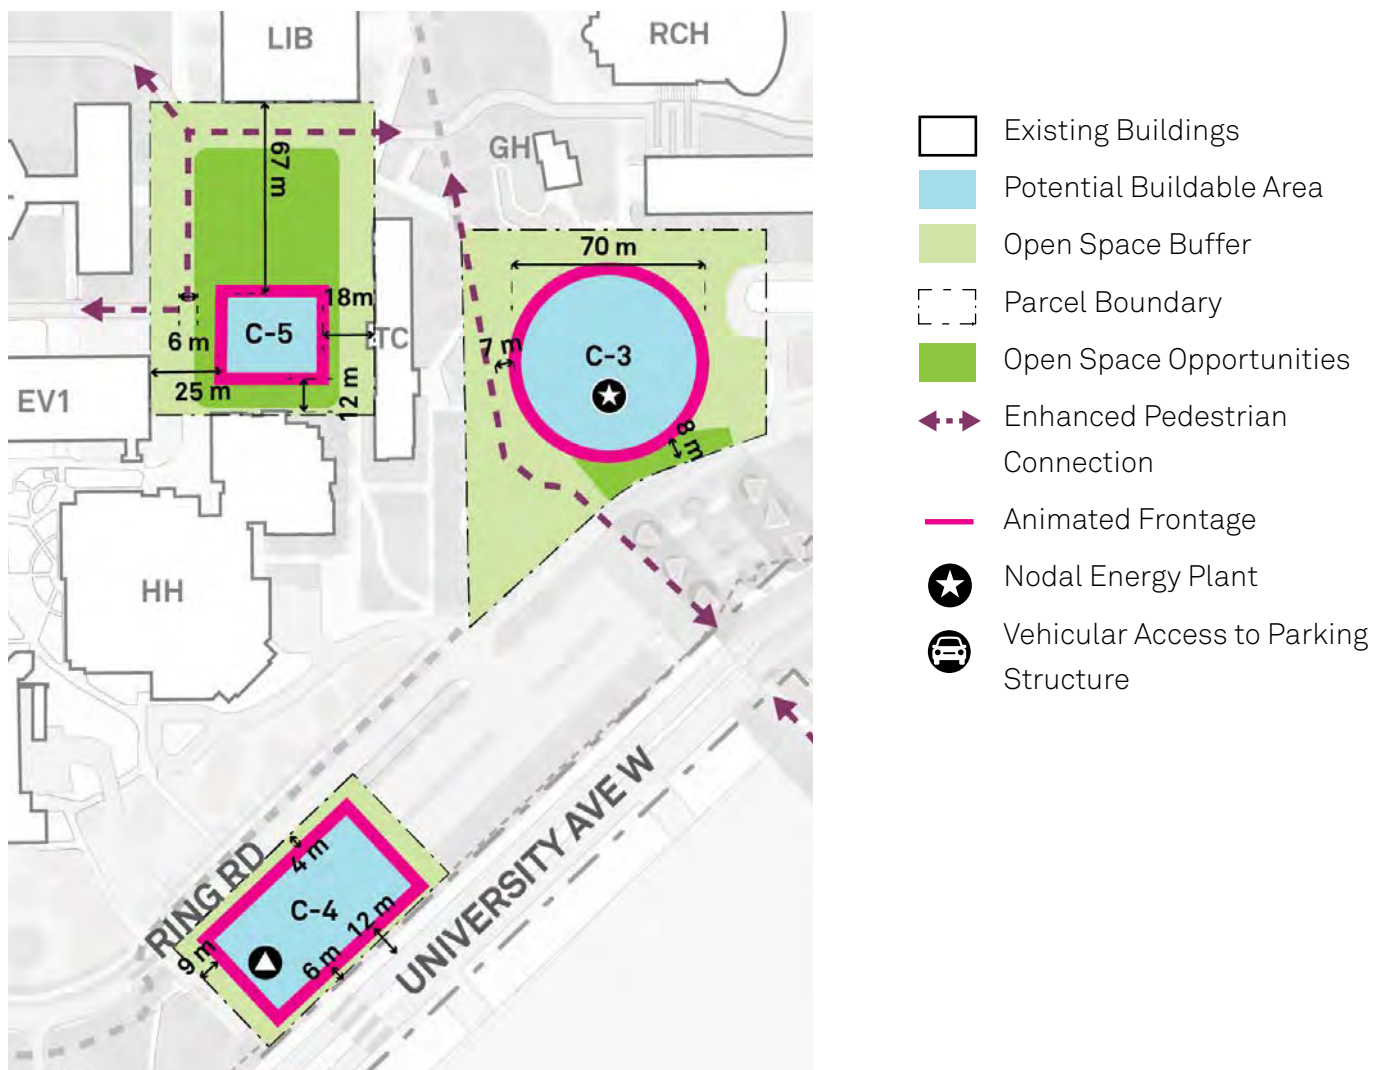 LIB
RCH
GH
67 m
70 m
18m
C-5
ETC
6 m
25 m
12 m
EV1
7 m
C-3
8 m
HH
RING RD
4 m
C-4
12 m
9 m
6 m
UNIVERSITY AVE W
Existing Buildings
Potential Buildable Area
Open Space Buffer
Parcel Boundary
Open Space Opportunities
Enhanced Pedestrian
Connection
Animated Frontage
Nodal Energy Plant
Vehicular Access to Parking
Structure